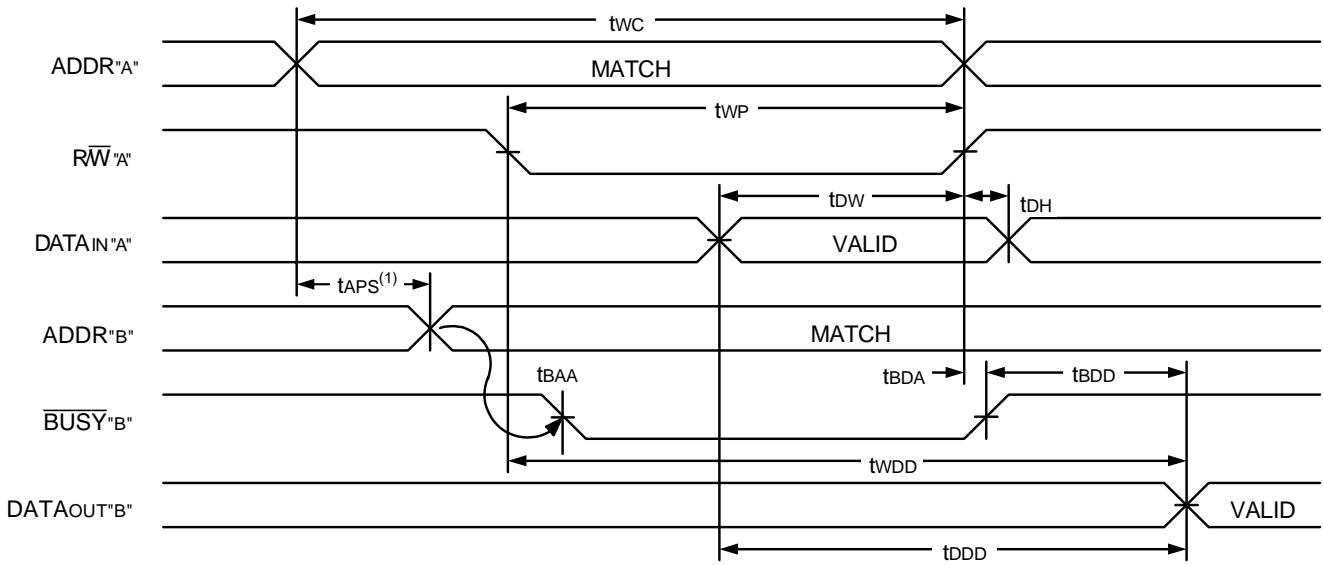 tWC
ADDR"A"
MATCH
tWP
R/W"A"
tDW
tDH
DATAIN"A"
VALID
tAPS(1)
ADDR"B"
MATCH
tBAA
tBDA
tBDD
BUSY"B"
tWDD
DATAOUT"B"
VALID
tDDD